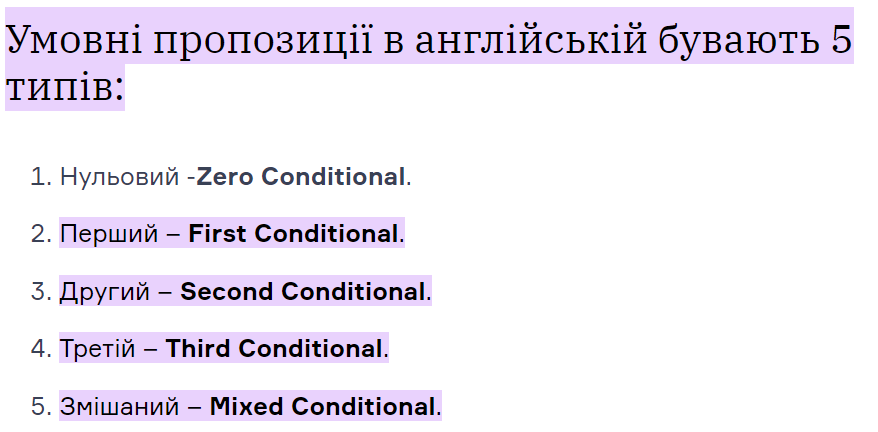 Умовні пропозиції в англійській бувають 5
типів:
1. Нульовий -Zero Conditional.
2. Перший – First Conditional.
3. Другий – Second Conditional.
4. Третій – Third Conditional.
5. Змішаний – Mixed Conditional.